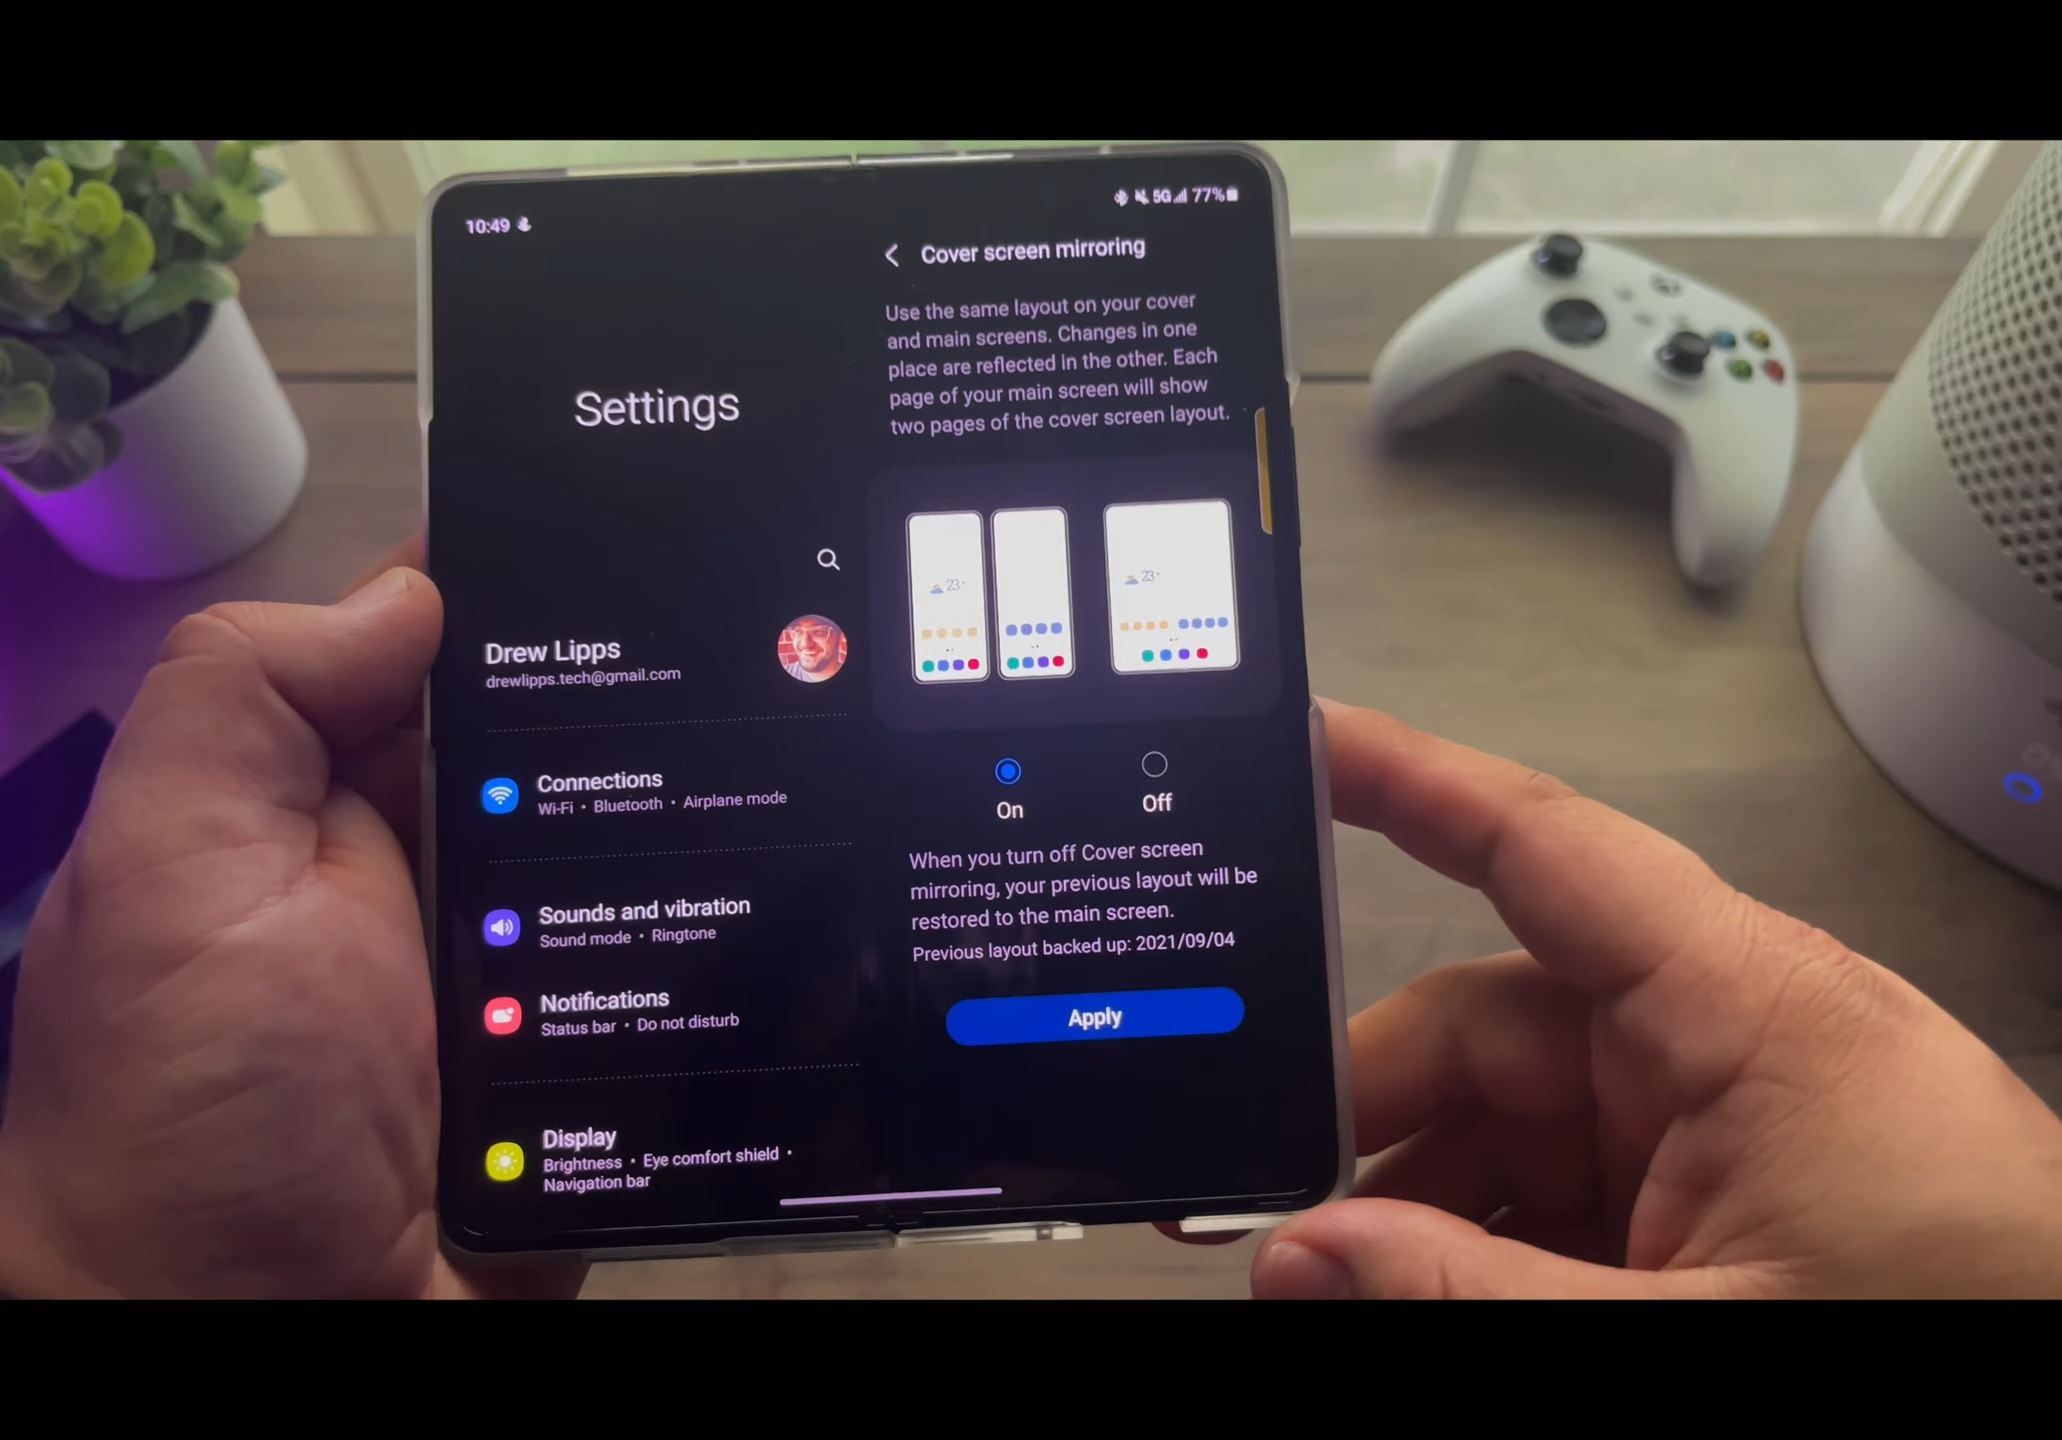 10:49
5G 77%
Settings
Drew Lipps
drewlipps.tech@gmail.com
Connections
Wi-Fi • Bluetooth • Airplane mode
Sounds and vibration
Sound mode • Ringtone
Notifications
Status bar • Do not disturb
Display
Brightness • Eye comfort shield •
Navigation bar
Cover screen mirroring
Use the same layout on your cover
and main screens. Changes in one
place are reflected in the other. Each
page of your main screen will show
two pages of the cover screen layout.
23°
23°
On
Off
When you turn off Cover screen
mirroring, your previous layout will be
restored to the main screen.
Previous layout backed up: 2021/09/04
Apply